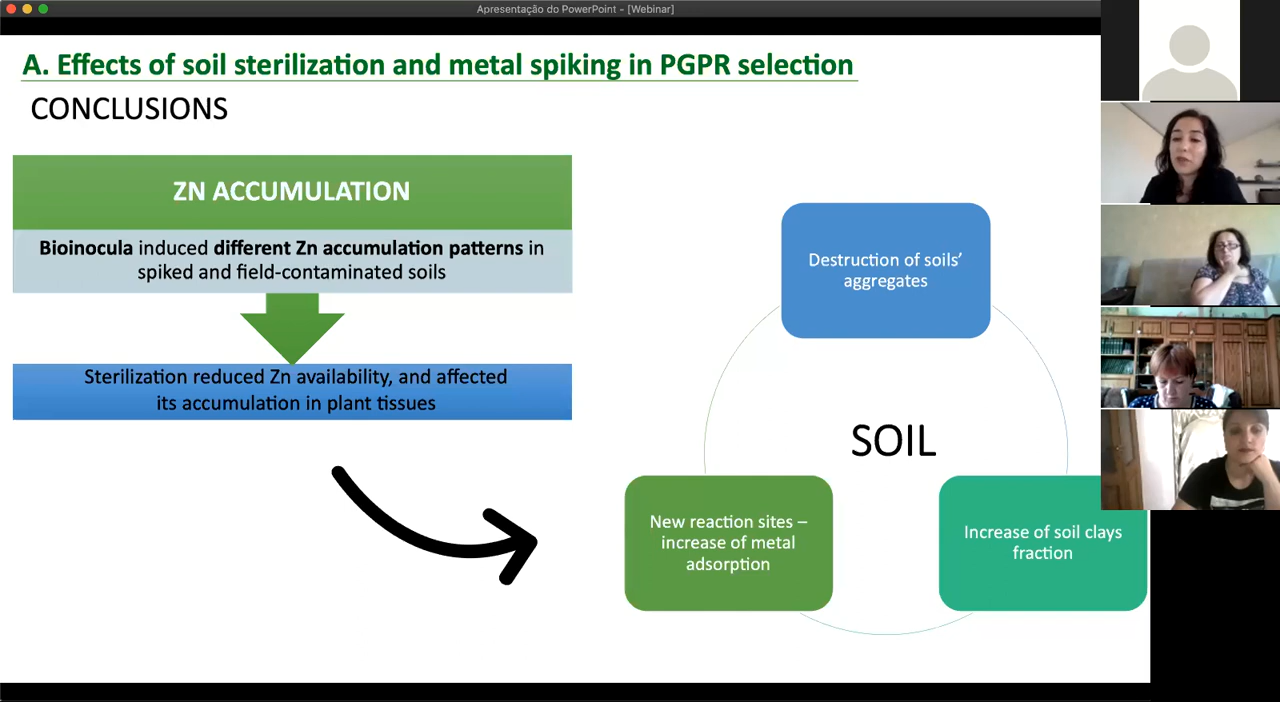 Apresentação do PowerPoint - [Webinar]
A. Effects of soil sterilization and metal spiking in PGPR selection
CONCLUSIONS
ZN ACCUMULATION
Bioinocula induced different Zn accumulation patterns in
spiked and field-contaminated soils
Sterilization reduced Zn availability, and affected
its accumulation in plant tissues
Destruction of soils’
aggregates
SOIL
New reaction sites –
increase of metal
adsorption
Increase of soil clays
fraction